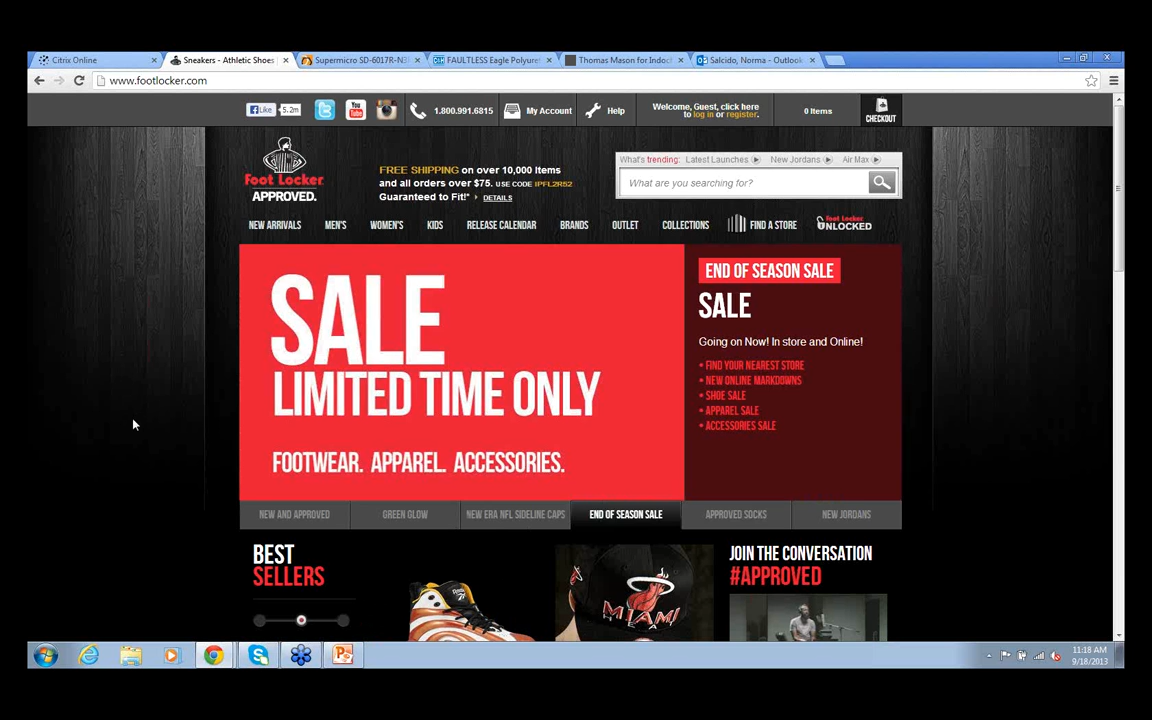 Citrix Online
Sneakers - Athletic Shoes
Supermicro SD-6017R-N3
FAULTLESS Eagle Polyuret
Thomas Mason for Indoch
Salcido, Norma - Outlook
www.footlocker.com
Like 5.2m
You Tube
1.800.991.6815
My Account
Help
Welcome, Guest, click here
to log in or register.
0 Items
CHECKOUT
Foot Locker
APPROVED.
FREE SHIPPING on over 10,000 Items
and all orders over $75. USE CODE IPFL2R52
Guaranteed to Fit!* DETAILS
What's trending: Latest Launches New Jordans Air Max
What are you searching for?
NEW ARRIVALS MEN'S WOMEN'S KIDS RELEASE CALENDAR BRANDS OUTLET COLLECTIONS FIND A STORE Foot Locker UNLOCKED
SALE
LIMITED TIME ONLY
FOOTWEAR. APPAREL. ACCESSORIES.
END OF SEASON SALE
SALE
Going on Now! In store and Online!
• FIND YOUR NEAREST STORE
• NEW ONLINE MARKDOWNS
• SHOE SALE
• APPAREL SALE
• ACCESSORIES SALE
NEW AND APPROVED GREEN GLOW NEW ERA NFL SIDELINE CAPS END OF SEASON SALE APPROVED SOCKS NEW JORDANS
BEST
SELLERS
MIAMI
HEAT
JOIN THE CONVERSATION
#APPROVED
11:18 AM
9/18/2013